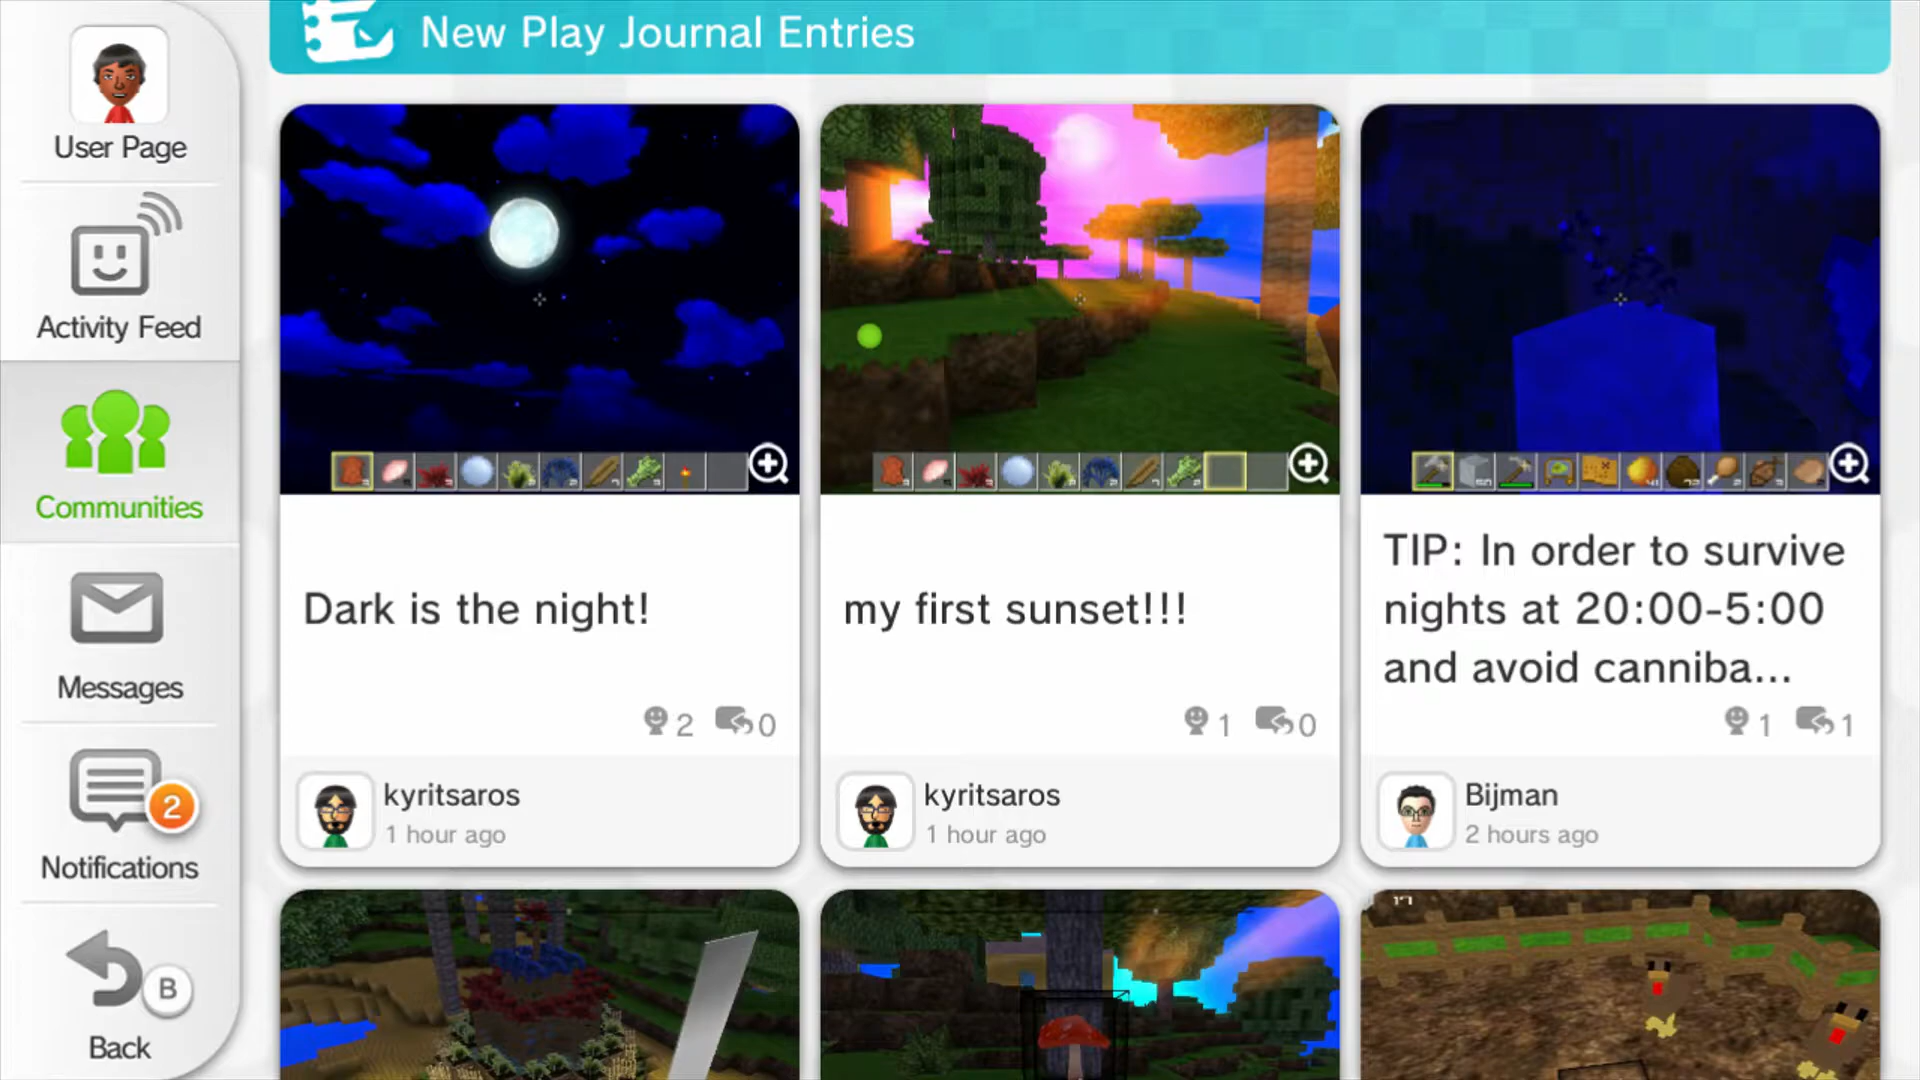 New Play Journal Entries
User Page
Activity Feed
Communities
Messages
2
Notifications
B
Back
Dark is the night!
2 0
kyritsaros
1 hour ago
my first sunset!!!
1 0
kyritsaros
1 hour ago
TIP: In order to survive
nights at 20:00-5:00
and avoid canniba...
1 1
Bijman
2 hours ago